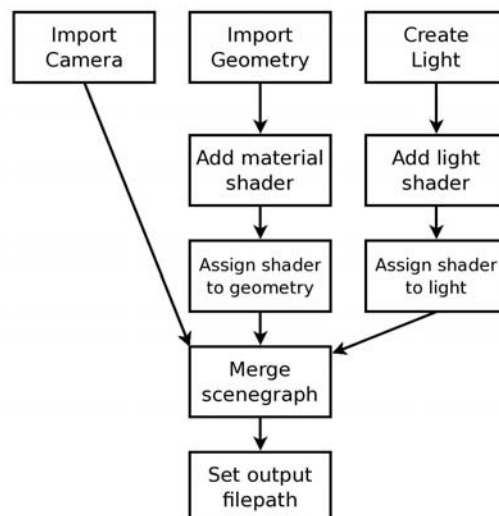 Import
Camera
Import
Geometry
Create
Light
Add material
shader
Add light
shader
Assign shader
to geometry
Assign shader
to light
Merge
scenegraph
Set output
filepath